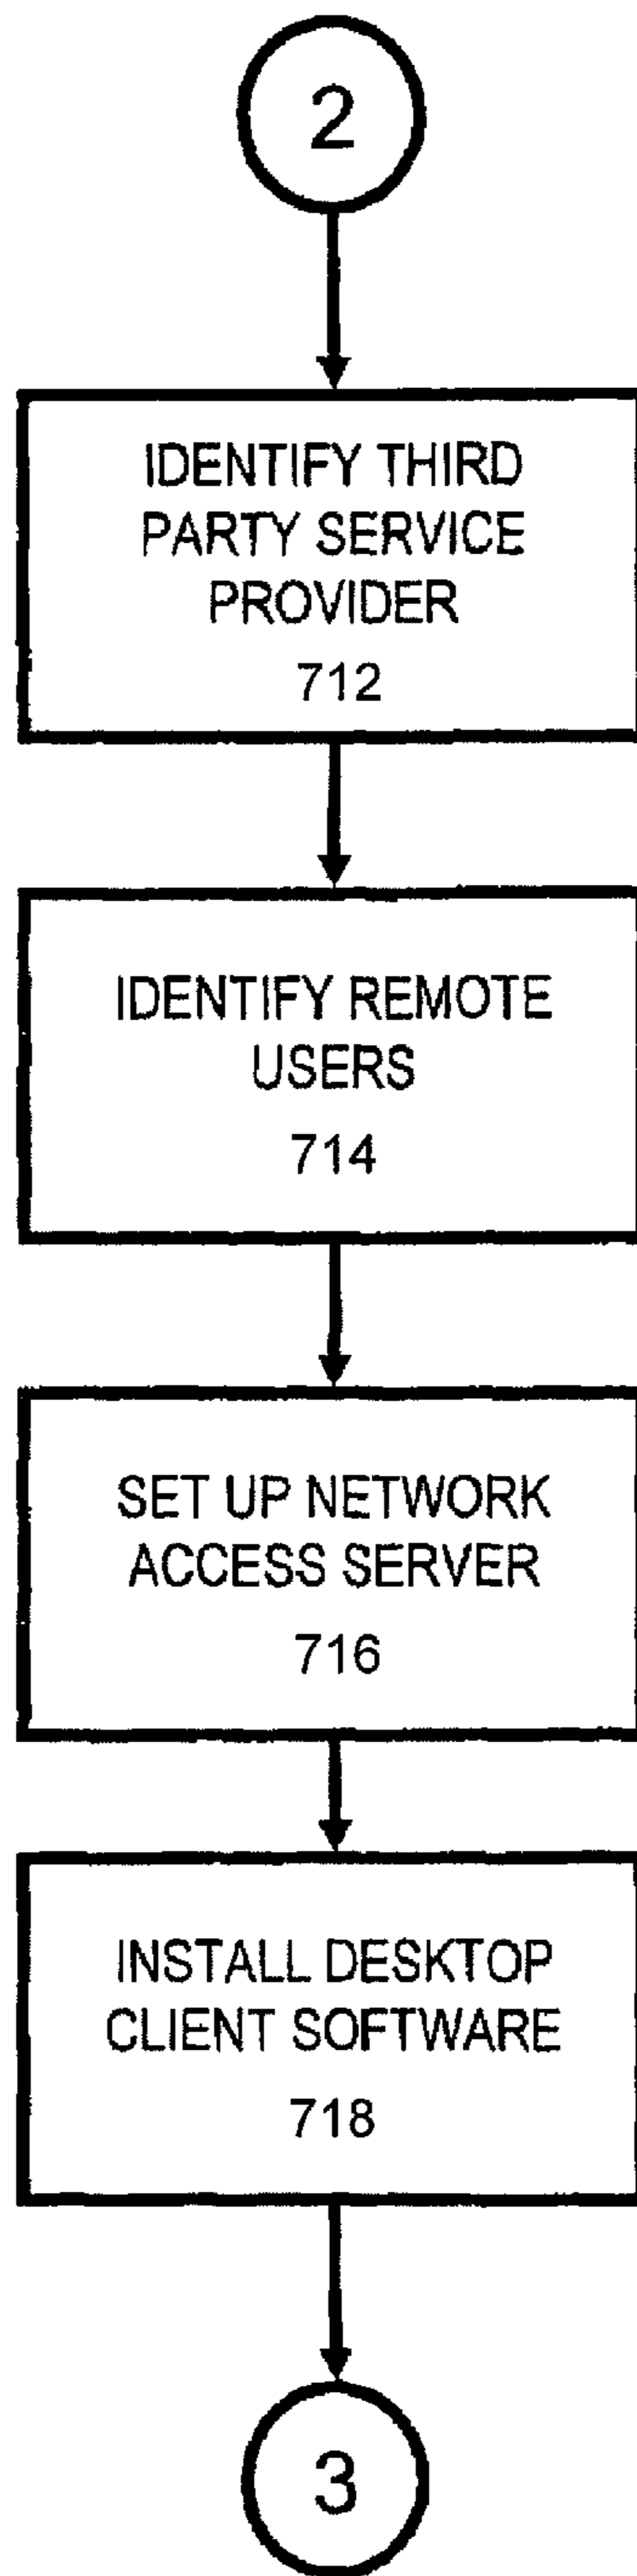 2
IDENTIFY THIRD
PARTY SERVICE
PROVIDER
712
IDENTIFY REMOTE
USERS
714
SET UP NETWORK
ACCESS SERVER
716
INSTALL DESKTOP
CLIENT SOFTWARE
718
3